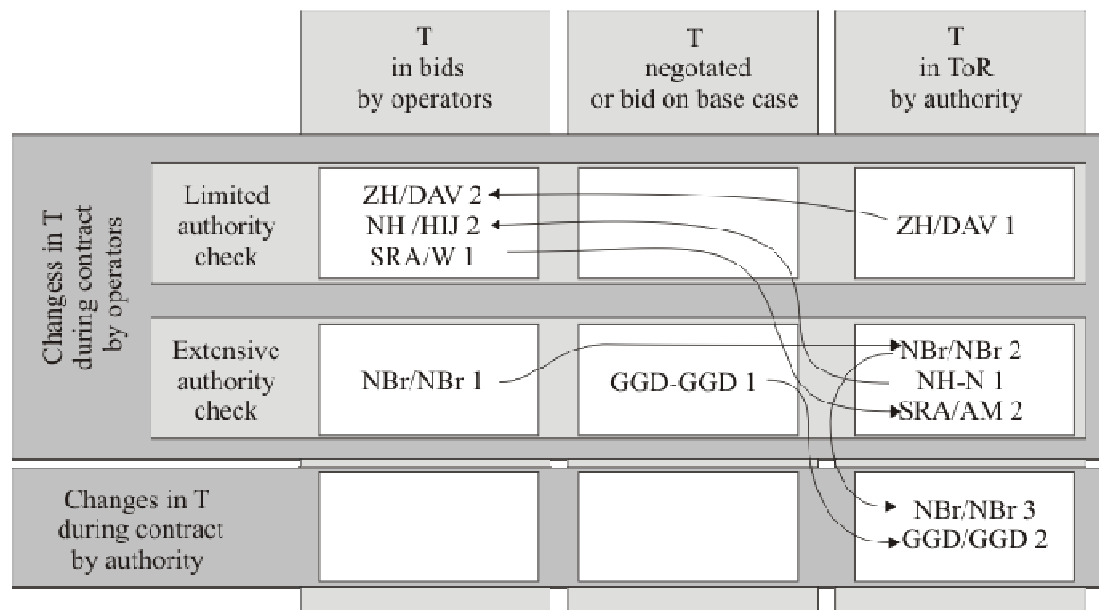 T
in bids
by operators
T
negotated
or bid on base case
T
in ToR
by authority
Changess in T
during contract
by operators
Limited
authority
check
ZH/DAV 2
NH /HIJ 2
SRA/W 1
ZH/DAV 1
Extensive
authority
check
NBr/NBr 1
GGD-GGD 1
NBr/NBr 2
NH-N 1
SRA/AM 2
Changes in T
during contract
by authority
NBr/NBr 3
GGD/GGD 2